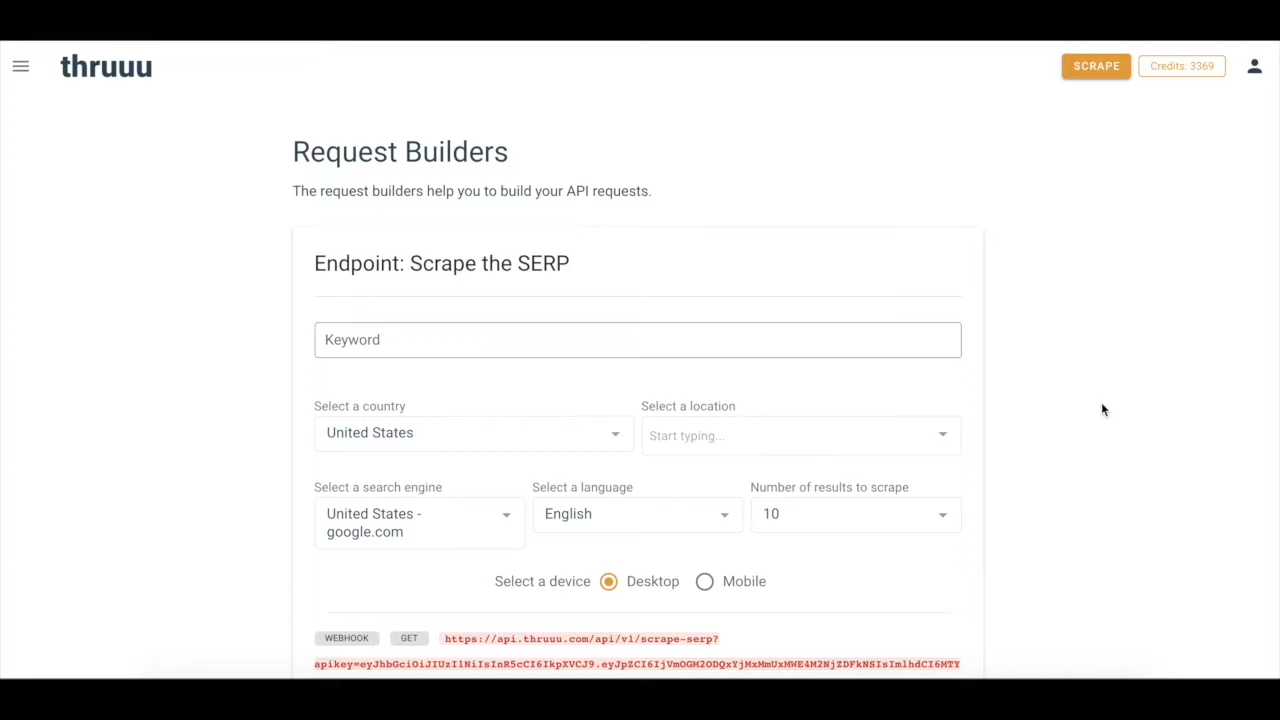 thruuu
SCRAPE
Credits: 3369
Request Builders
The request builders help you to build your API requests.
Endpoint: Scrape the SERP
Keyword
Select a country
Select a location
United States
Start typing...
Select a search engine
Select a language
Number of results to scrape
United States -
google.com
English
10
Select a device
Desktop
Mobile
WEBHOOK
GET
https://api.thruuu.com/api/v1/scrape-serp?